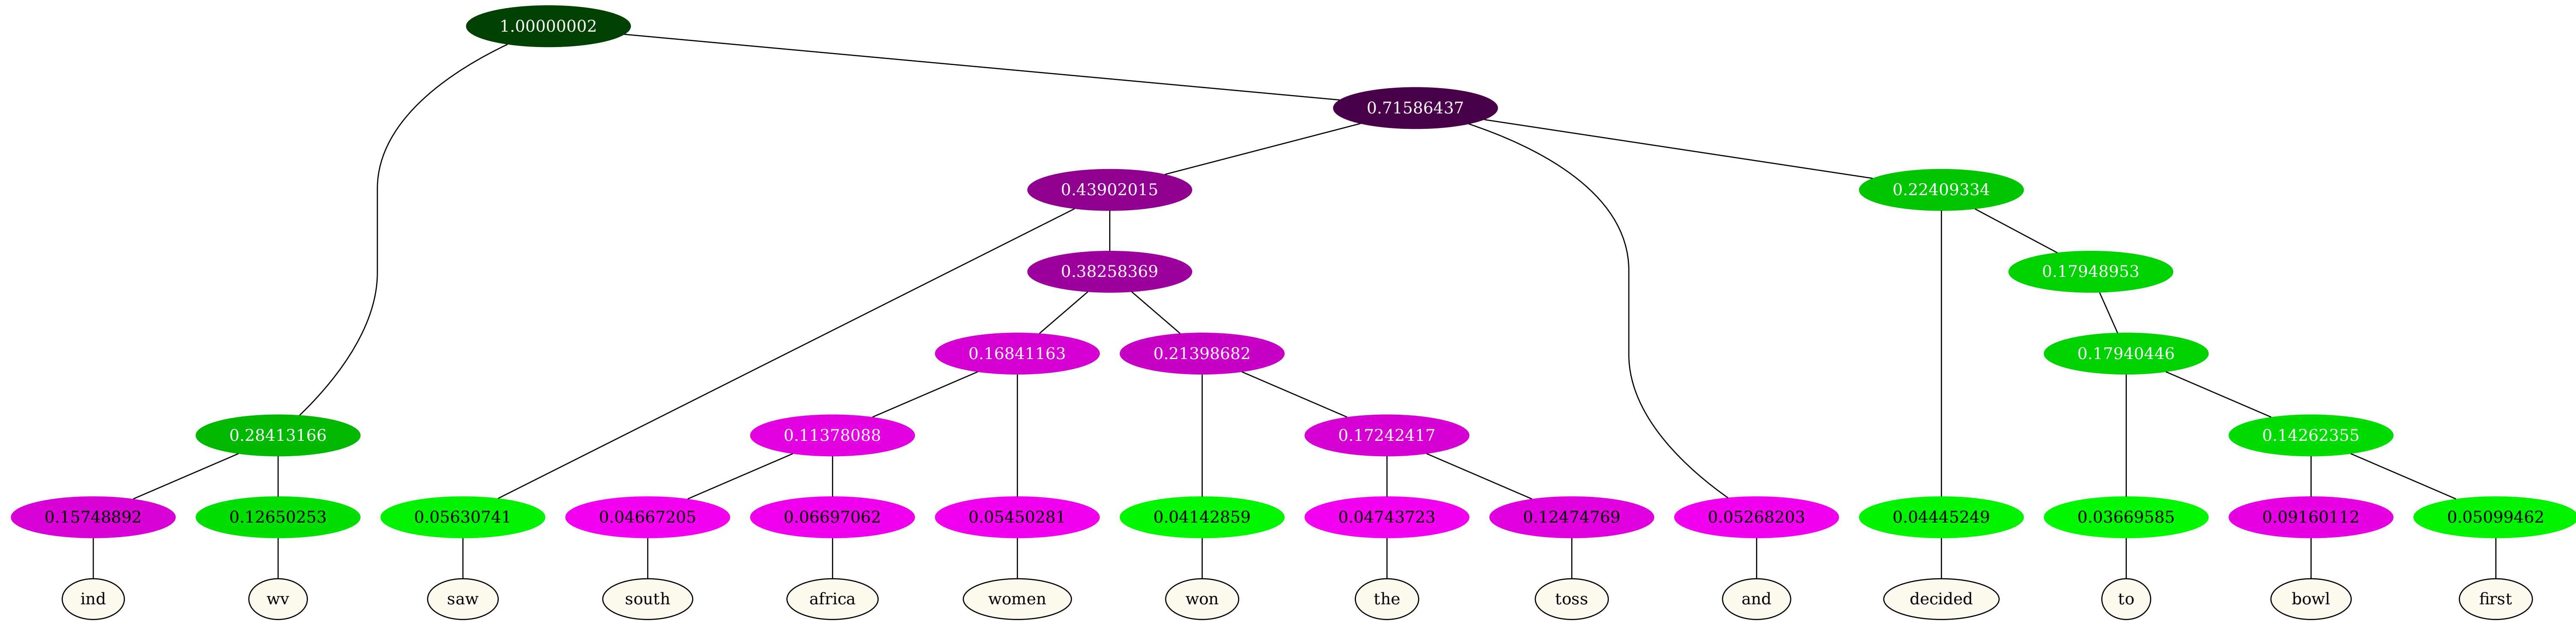 1.00000002
0.71586437
0.43902015 0.22409334
0.38258369 0.17948953
0.16841163 0.21398682 0.17940446
0.28413166 0.11378088 0.17242417 0.14262355
0.15748892 0.12650253 0.05630741 0.04667205 0.06697062 0.05450281 0.04142859 0.04743723 0.12474769 0.05268203 0.04445249 0.03669585 0.09160112 0.05099462
ind wv saw south africa women won the toss and decided to bowl first